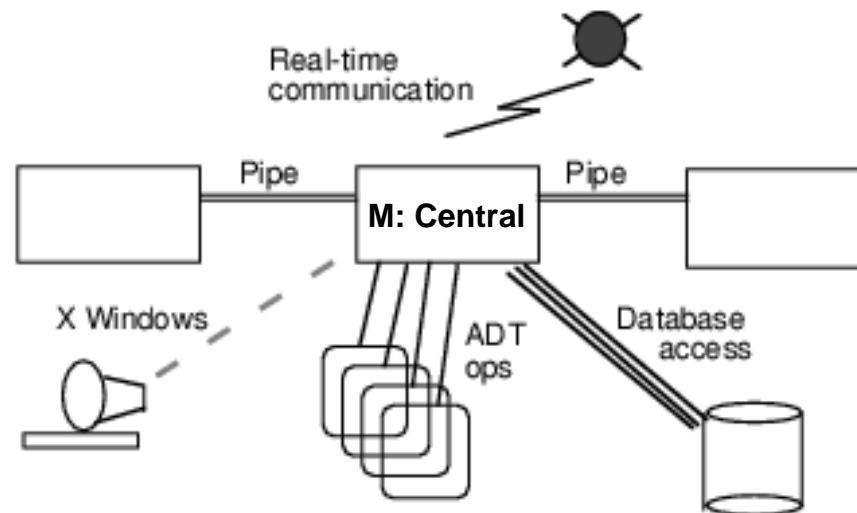 Real-time
communication
Pipe
Pipe
M: Central
X Windows
ADT
ops
Database
access